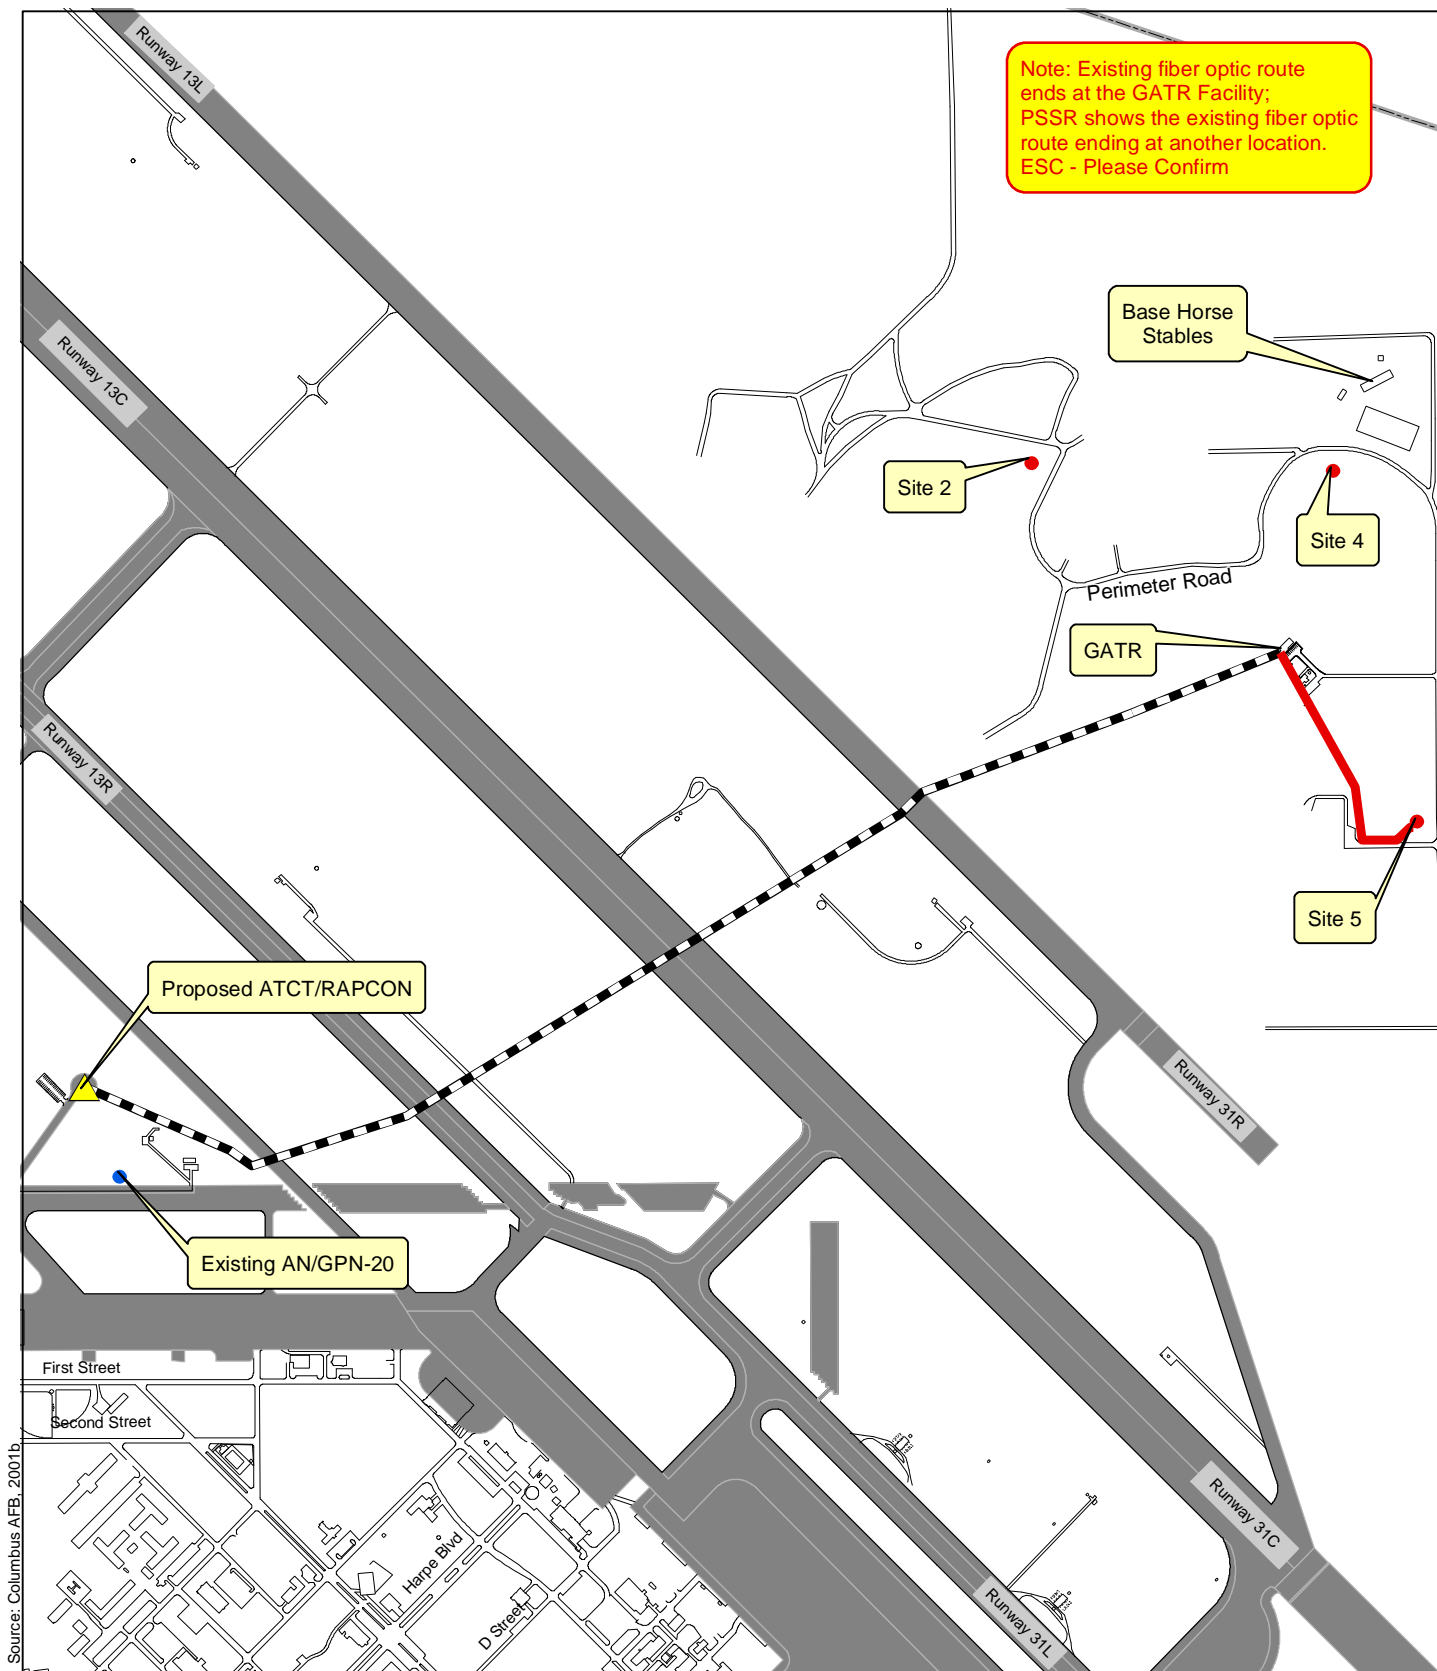 Runway 13L
Note: Existing fiber optic route
ends at the GATR Facility;
PSSR shows the existing fiber optic
route ending at another location.
ESC - Please Confirm
Base Horse
Stables
Runway 13C
Site 2
Site 4
Perimeter Road
GATR
Runway 13R
Site 5
Proposed ATCT/RAPCON
Runway 31R
Existing AN/GPN-20
First Street
Second Street
Runway 31C
Harpe Blvd
D Street
Runway 31L
Source: Columbus AFB, 2001b